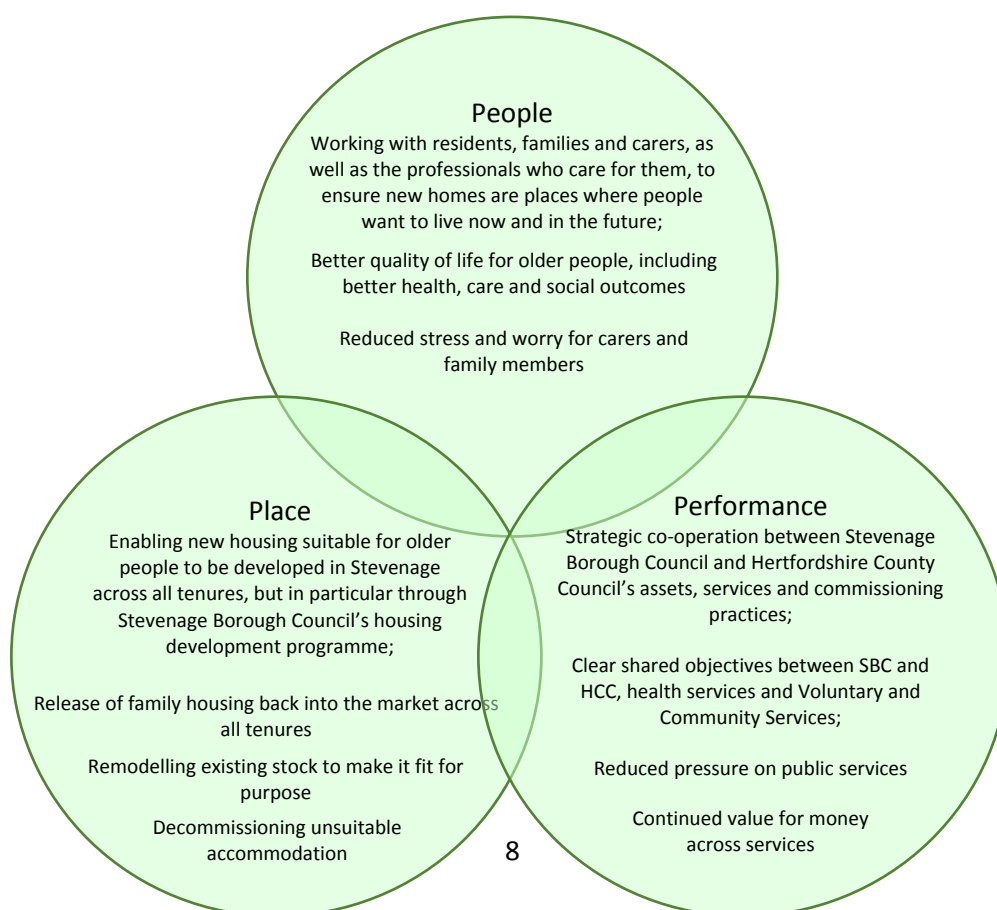 People
Working with residents, families and carers, as
well as the professionals who care for them, to
ensure new homes are places where people
want to live now and in the future;
Better quality of life for older people, including
better health, care and social outcomes
Reduced stress and worry for carers and
family members
Place
Enabling new housing suitable for older
people to be developed in Stevenage
across all tenures, but in particular through
Stevenage Borough Council’s housing
development programme;
Release of family housing back into the market across
all tenures
Remodelling existing stock to make it fit for
purpose
Decommissioning unsuitable
accommodation
Performance
Strategic co-operation between Stevenage
Borough Council and Hertfordshire County
Council’s assets, services and commissioning
practices;
Clear shared objectives between SBC and
HCC, health services and Voluntary and
Community Services;
Reduced pressure on public services
Continued value for money
across services
8